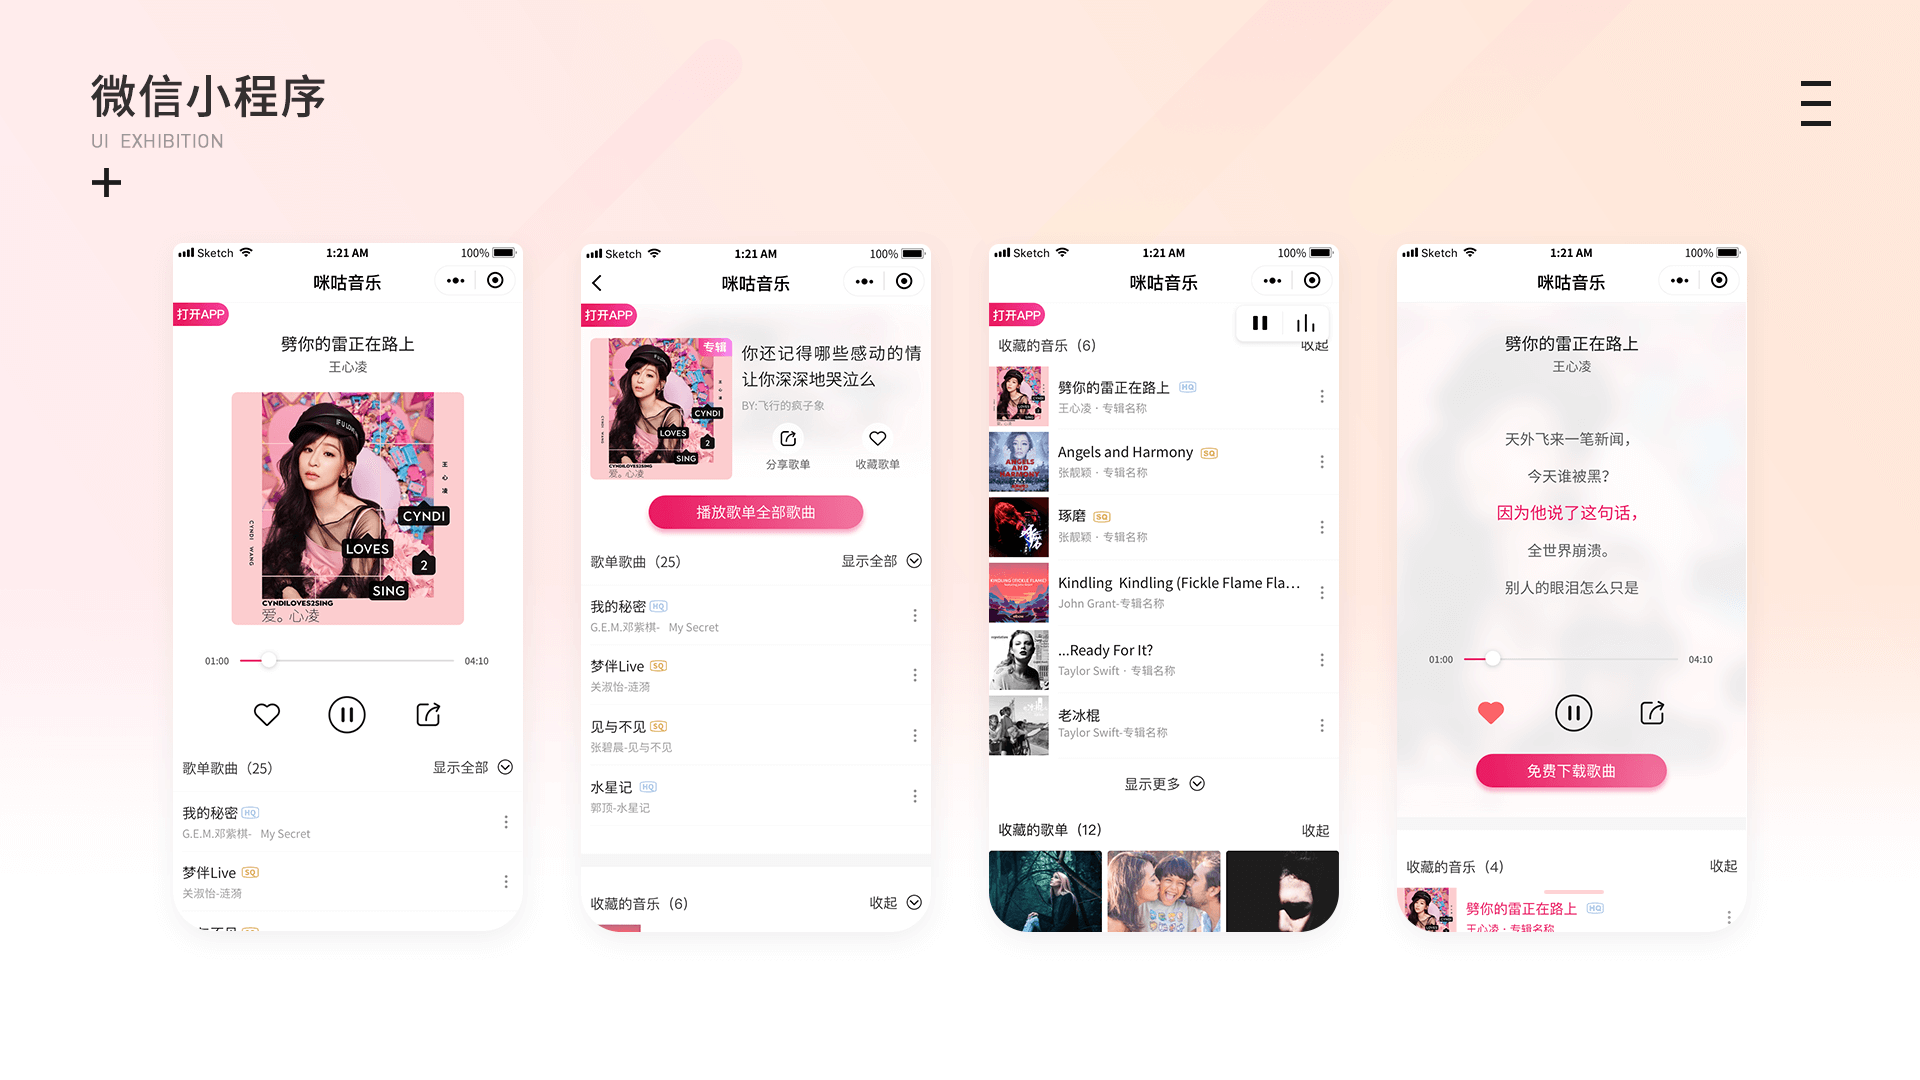 微信小程序
UI EXHIBITION
Sketch 1:21 AM 100%
咪咕音乐
打开APP
劈你的雷正在路上
王心凌
IF U LOVE
王心凌
CYNDI
CYNDI WANG
LOVES
2
SING
CYNDILOVES2SING
爱。心凌
01:00 04:10
歌单歌曲（25） 显示全部
我的秘密 HQ
G.E.M.邓紫棋- My Secret
梦伴Live SQ
关淑怡-涟漪
Sketch 1:21 AM 100%
咪咕音乐
打开APP
专辑
你还记得哪些感动的情
让你深深地哭泣么
BY:飞行的疯子象
王心凌
CYNDI
CYNDI WANG
LOVES
2
SING
CYNDILOVES2SING
爱。心凌
分享歌单 收藏歌单
播放歌单全部歌曲
歌单歌曲（25） 显示全部
我的秘密 HQ
G.E.M.邓紫棋- My Secret
梦伴Live SQ
关淑怡-涟漪
见与不见 SQ
张碧晨-见与不见
水星记 HQ
郭顶-水星记
收藏的音乐（6） 收起
Sketch 1:21 AM 100%
咪咕音乐
打开APP
收藏的音乐（6） 收起
劈你的雷正在路上 HQ
王心凌 · 专辑名称
Angels and Harmony SQ
张靓颖 · 专辑名称
ANGELS
AND
HARMONY
琢磨 SQ
张靓颖 · 专辑名称
Kindling Kindling (Fickle Flame Fla...
John Grant-专辑名称
KINDLING (FICKLE FLAME)
...Ready For It?
Taylor Swift · 专辑名称
reputation
老冰棍
Taylor Swift-专辑名称
显示更多
收藏的歌单（12） 收起
Sketch 1:21 AM 100%
咪咕音乐
劈你的雷正在路上
王心凌
天外飞来一笔新闻，
今天谁被黑？
因为他说了这句话，
全世界崩溃。
别人的眼泪怎么只是
01:00 04:10
免费下载歌曲
收藏的音乐（4） 收起
劈你的雷正在路上 HQ
王心凌 · 专辑名称